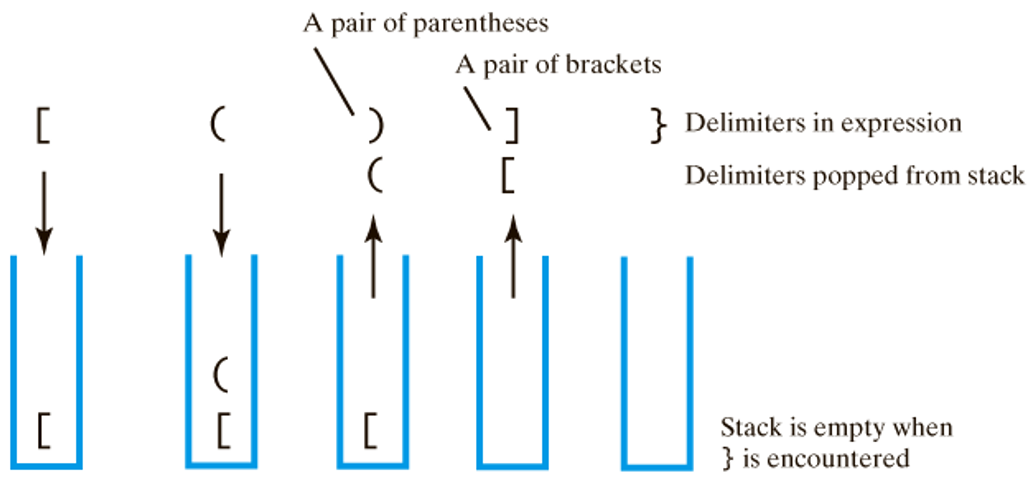 A pair of parentheses
A pair of brackets
[ ( ) ] } Delimiters in expression
( [ Delimiters popped from stack
(
[ [ [
Stack is empty when
} is encountered